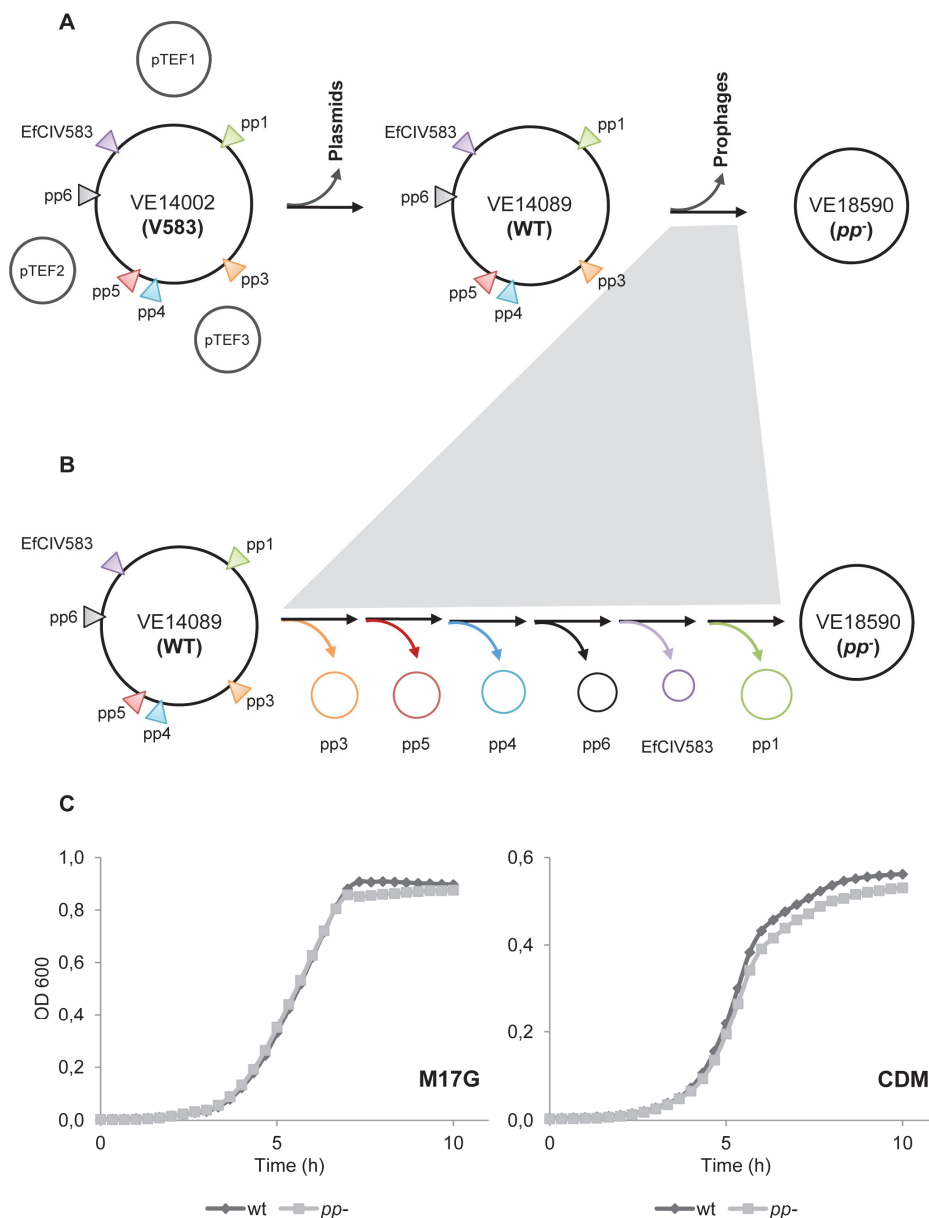 A
pTEF1
EfCIV583
pp1
pp6
VE14002
(V583)
pTEF2
pp5
pp4
pp3
pTEF3
Plasmids
EfCIV583
pp1
pp6
VE14089
(WT)
pp5
pp4
pp3
Prophages
VE18590
(pp-)
B
EfCIV583
pp1
pp6
VE14089
(WT)
pp5
pp4
pp3
pp3
pp5
pp4
pp6
EfCIV583
pp1
VE18590
(pp-)
C
OD 600
1,0
0,8
0,6
0,4
0,2
0,0
0
5
10
Time (h)
M17G
wt
pp-
0,6
0,4
0,2
0,0
0
5
10
Time (h)
CDM
wt
pp-